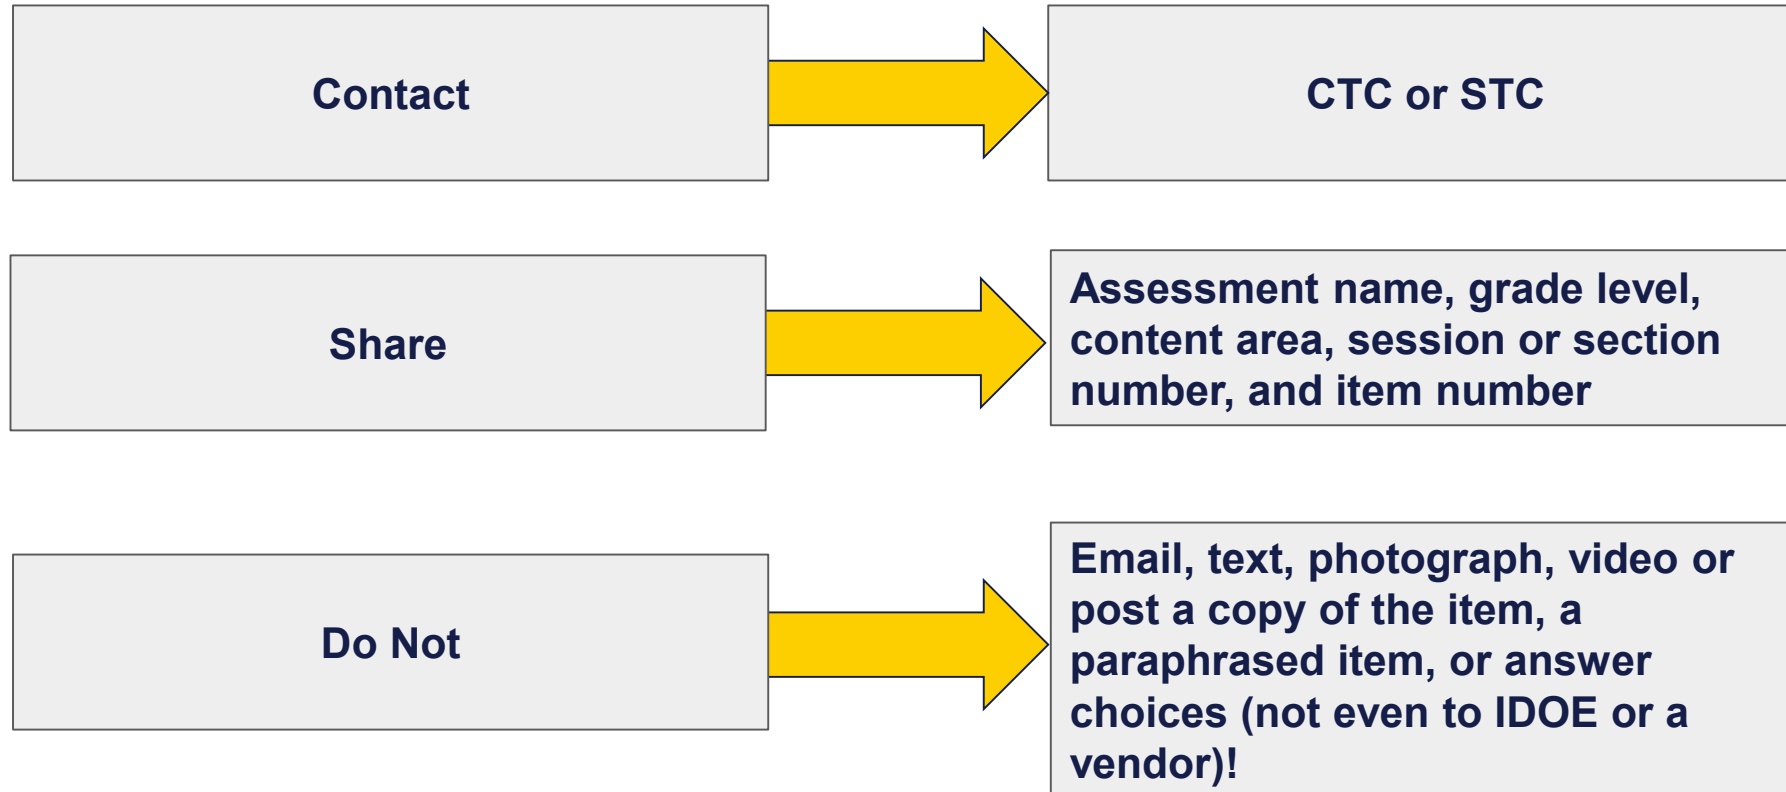 Contact
CTC or STC
Share
Assessment name, grade level,
content area, session or section
number, and item number
Do Not
Email, text, photograph, video or
post a copy of the item, a
paraphrased item, or answer
choices (not even to IDOE or a
vendor)!